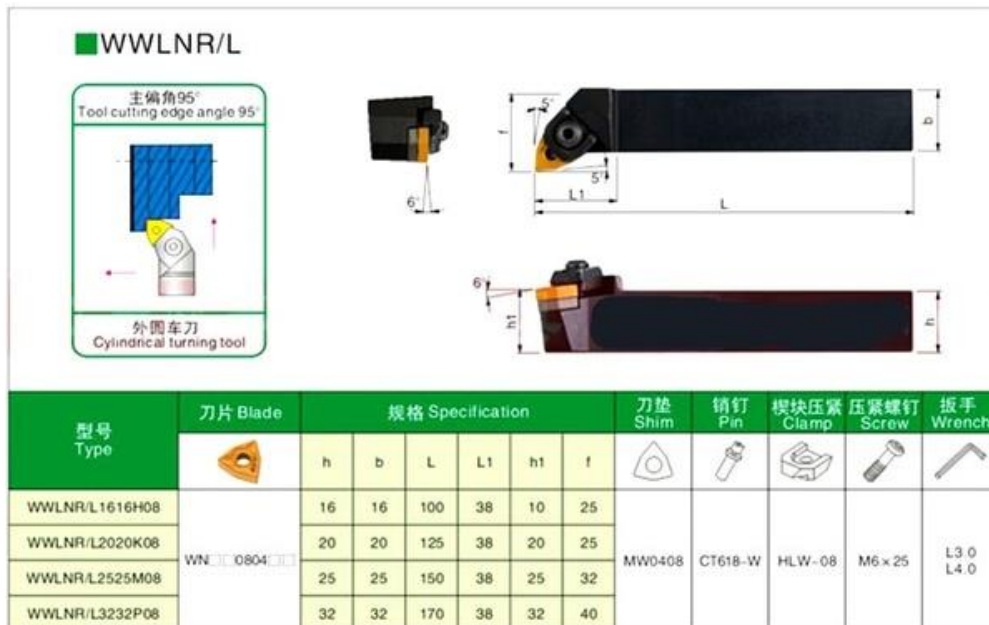 WWLNR/L
主偏角95°
Tool cutting edge angle 95°
外圆车刀
Cylindrical turning tool
5°
f
5°
L1
L
b
6°
6°
h1
h
型号 刀片 Blade 规格 Specification 刀垫 销钉 楔块压紧 压紧螺钉 扳手
Type Shim Pin Clamp Screw Wrench
h b L L1 h1 f
WWLNR/L1616H08 16 16 100 38 10 25
WWLNR/L2020K08 20 20 125 38 20 25
WN□□0804□□ MW0408 CT618-W HLW-08 M6×25 L3.0
L4.0
WWLNR/L2525M08 25 25 150 38 25 32
WWLNR/L3232P08 32 32 170 38 32 40